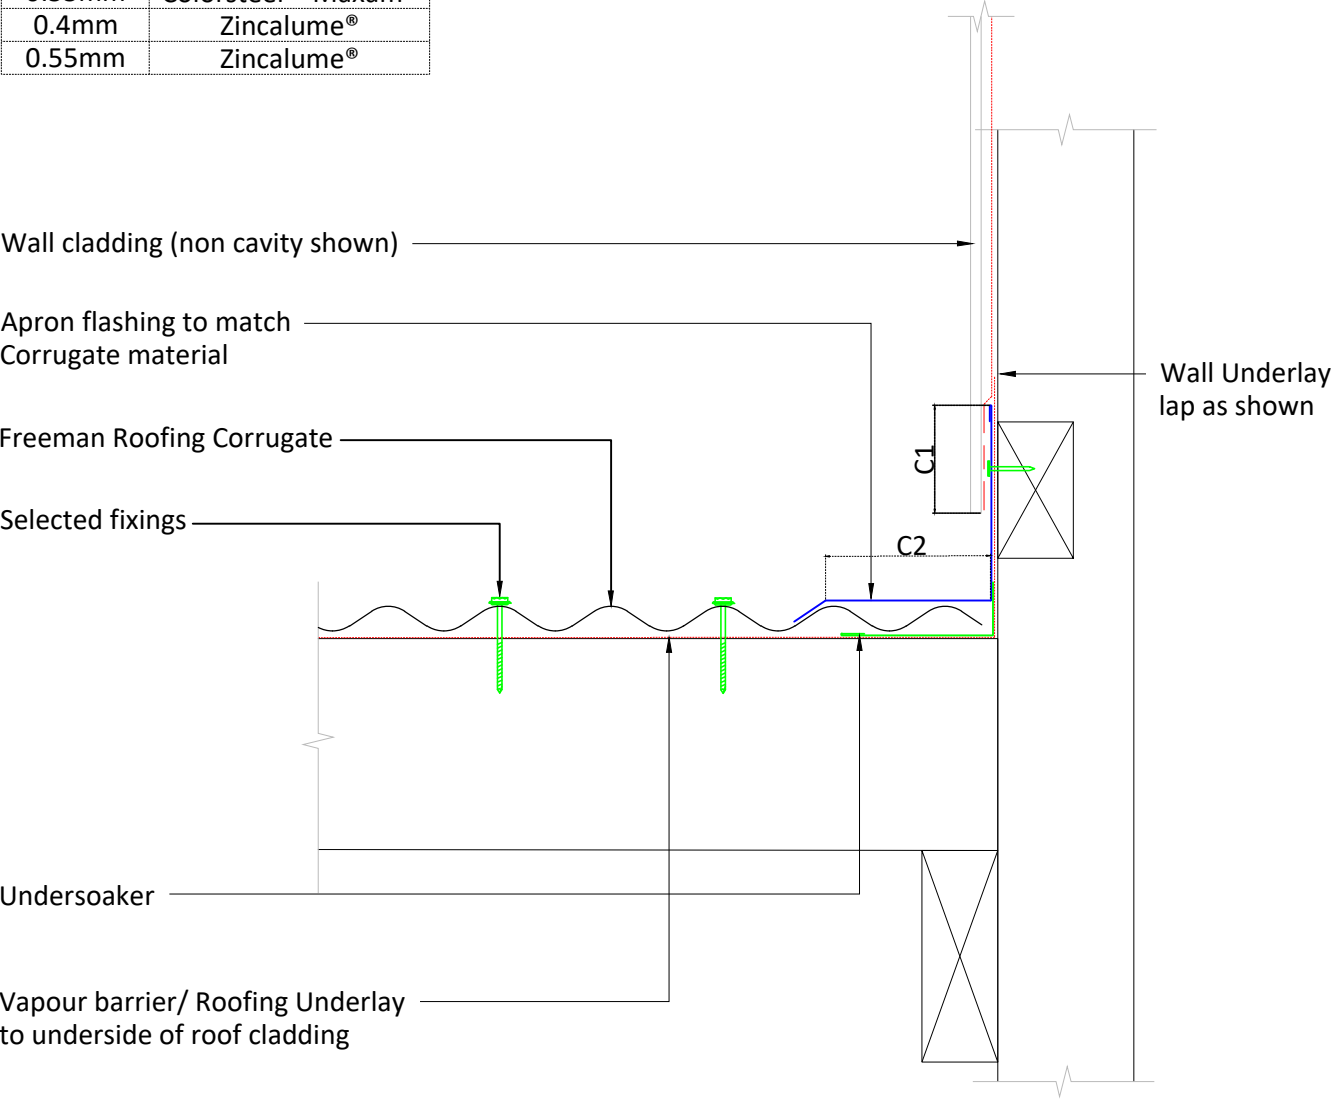 0.4mm Zincalume®
0.55mm Zincalume®
Wall cladding (non cavity shown)
Apron flashing to match
Corrugate material
Wall Underlay
lap as shown
Freeman Roofing Corrugate
C1
Selected fixings
C2
Undersoaker
Vapour barrier/ Roofing Underlay
to underside of roof cladding